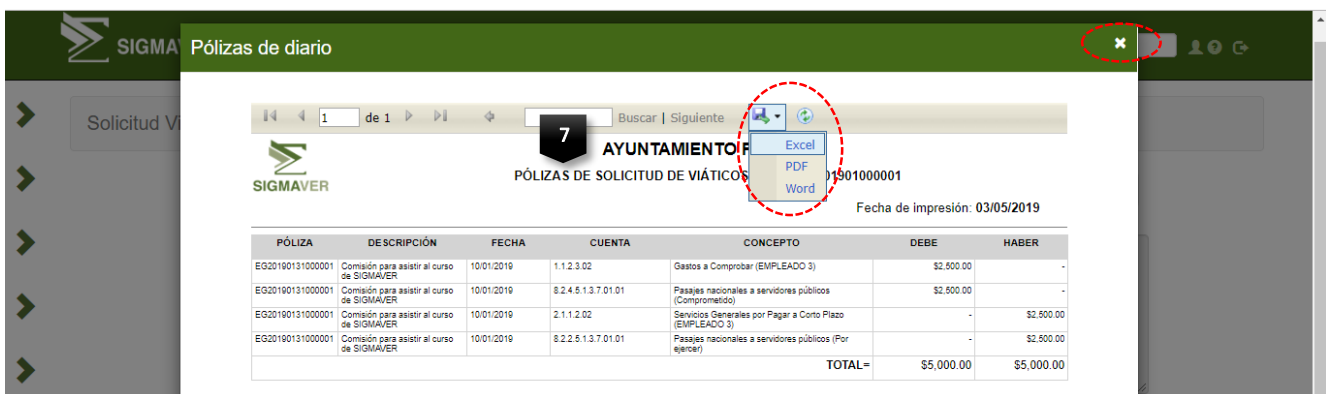 SIGMA
Pólizas de diario
Solicitud Vi
1 de 1 Buscar | Siguiente
7
Excel
PDF
Word
SIGMAVER
AYUNTAMIENTO
PÓLIZAS DE SOLICITUD DE VIÁTICOS 01901000001
Fecha de impresión: 03/05/2019
PÓLIZA DESCRIPCIÓN FECHA CUENTA CONCEPTO DEBE HABER
EG20190131000001 Comisión para asistir al curso 10/01/2019 1.1.2.3.02 Gastos a Comprobar (EMPLEADO 3) $2,500.00 -
de SIGMAVER
EG20190131000001 Comisión para asistir al curso 10/01/2019 8.2.4.5.1.3.7.01.01 Pasajes nacionales a servidores públicos $2,500.00 -
de SIGMAVER (Comprometido)
EG20190131000001 Comisión para asistir al curso 10/01/2019 2.1.1.2.02 Servicios Generales por Pagar a Corto Plazo - $2,500.00
de SIGMAVER (EMPLEADO 3)
EG20190131000001 Comisión para asistir al curso 10/01/2019 8.2.2.5.1.3.7.01.01 Pasajes nacionales a servidores públicos (Por - $2,500.00
de SIGMAVER ejercer)
TOTAL= $5,000.00 $5,000.00